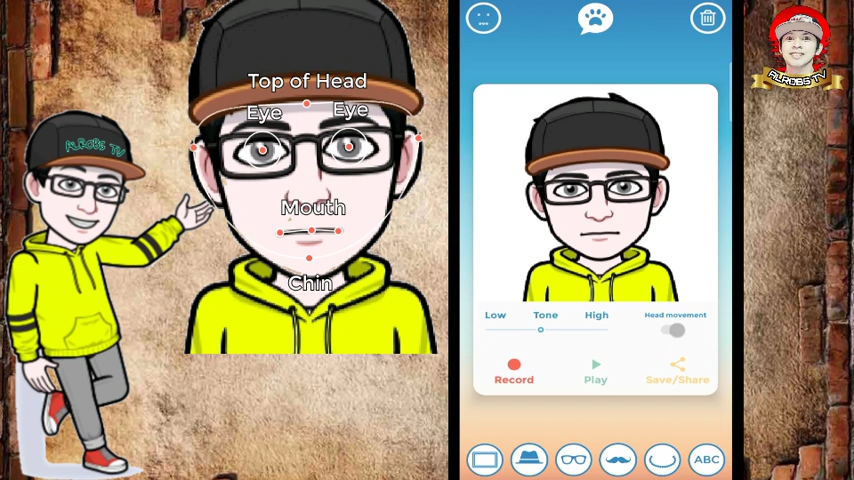 ALROBS TV
Top of Head
Eye
Eye
Mouth
Chin
Low
Tone
High
Head movement
Record
Play
Save/Share
ABC
ALROBS TV